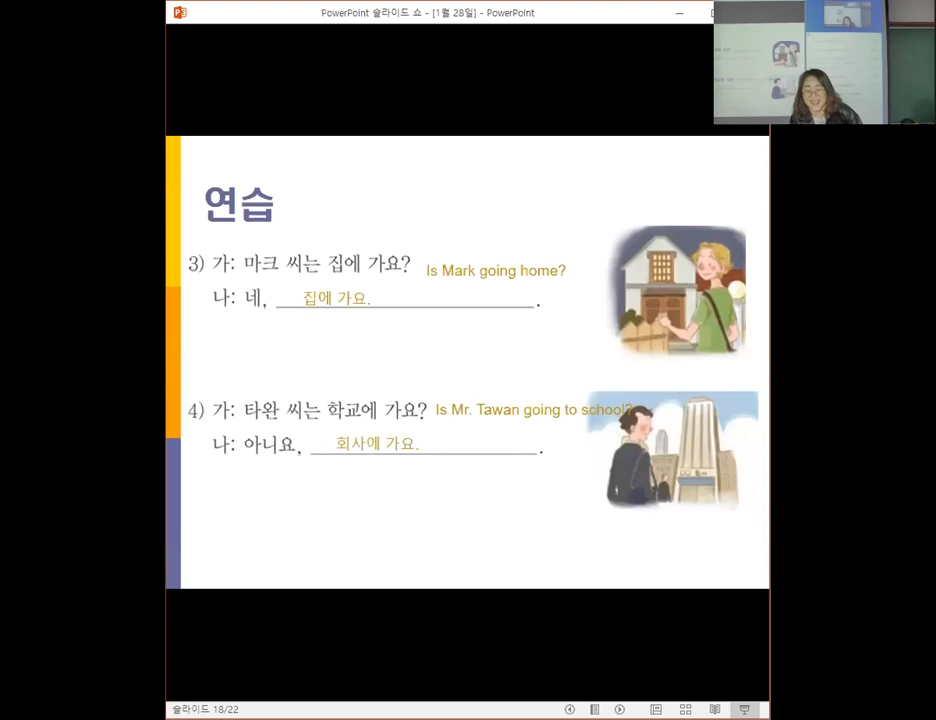 PowerPoint 슬라이드 쇼 - [1월 28일] - PowerPoint
연습
3) 가: 마크 씨는 집에 가요? Is Mark going home?
나: 네, 집에 가요.
4) 가: 타완 씨는 학교에 가요? Is Mr. Tawan going to school?
나: 아니요, 회사에 가요.
슬라이드 18/22